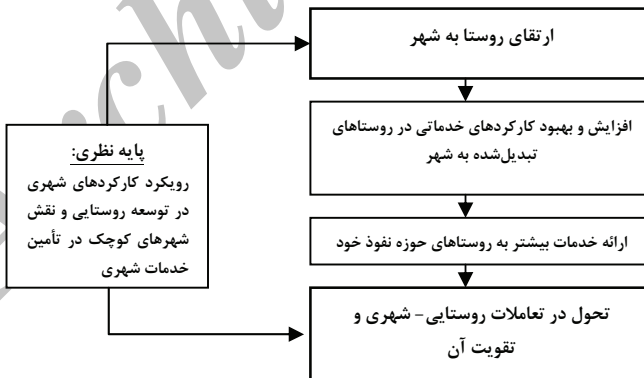 ارتقای روستا به شهر
افزایش و بهبود کارکردهای خدماتی در روستاهای
تبدیل‌شده به شهر
پایه نظری:
رویکرد کارکردهای شهری
در توسعه روستایی و نقش
شهرهای کوچک در تأمین
خدمات شهری
ارائه خدمات بیشتر به روستاهای حوزه نفوذ خود
تحول در تعاملات روستایی- شهری و
تقویت آن